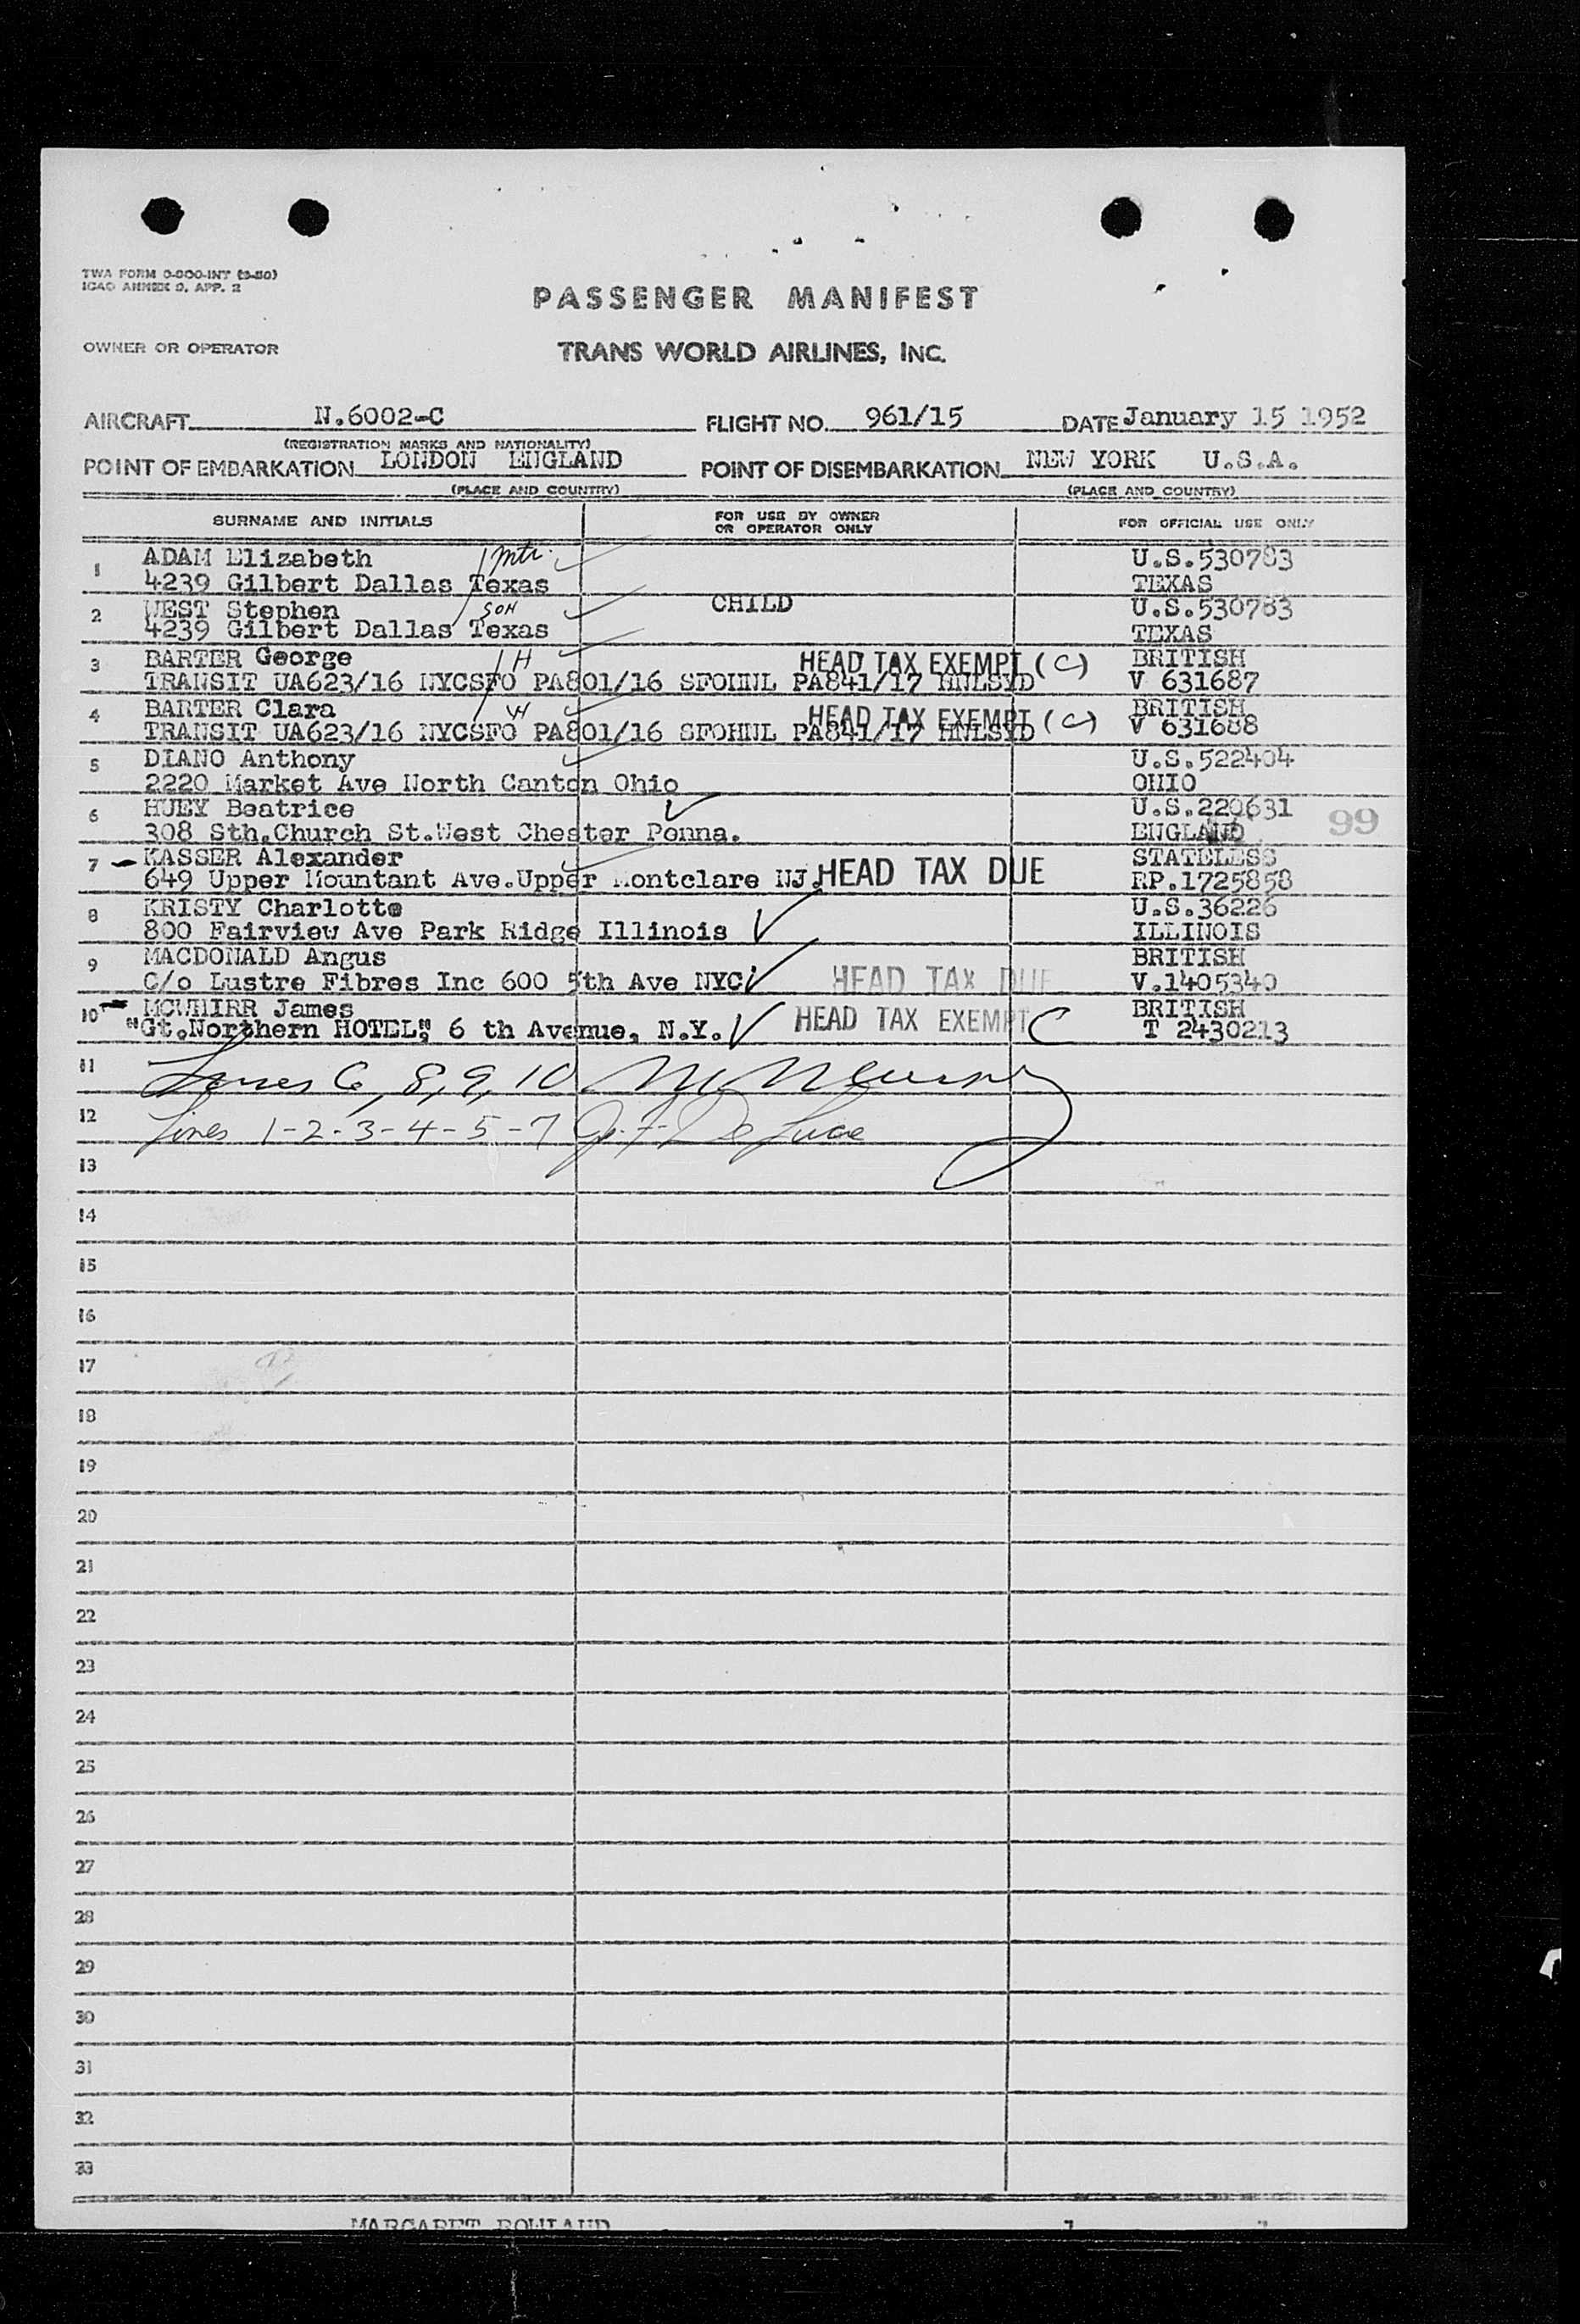 TWA FORM 0-800-INT (3-50)
ICAO ANNEX 9, APP. 2
PASSENGER MANIFEST
OWNER OR OPERATOR
TRANS WORLD AIRLINES, INC.
AIRCRAFT N.6002-C FLIGHT NO. 961/15 DATE January 15 1952
(REGISTRATION MARKS AND NATIONALITY)
POINT OF EMBARKATION LONDON ENGLAND POINT OF DISEMBARKATION NEW YORK U.S.A.
(PLACE AND COUNTRY) (PLACE AND COUNTRY)
SURNAME AND INITIALS FOR USE BY OWNER OR OPERATOR ONLY FOR OFFICIAL USE ONLY
1 ADAM Elizabeth mtr. U.S.530783
4239 Gilbert Dallas Texas TEXAS
2 WEST Stephen son CHILD U.S.530783
4239 Gilbert Dallas Texas TEXAS
3 BARTER George H HEAD TAX EXEMPT (C) BRITISH
TRANSIT UA623/16 NYCSFO PA801/16 SFOHNL PA841/17 HNLSYD V 631687
4 BARTER Clara W HEAD TAX EXEMPT (C) BRITISH
TRANSIT UA623/16 NYCSFO PA801/16 SFOHNL PA841/17 HNLSYD V 631688
5 DIANO Anthony U.S.522404
2220 Market Ave North Canton Ohio OHIO
6 HUEY Beatrice U.S.220631
308 Sth.Church St.West Chester Penna. ENGLAND 99
7 KASSER Alexander STATELESS
649 Upper Mountant Ave.Upper Montclare NJ. HEAD TAX DUE RP.1725858
8 KRISTY Charlotte U.S.36226
800 Fairview Ave Park Ridge Illinois ILLINOIS
9 MACDONALD Angus BRITISH
C/o Lustre Fibres Inc 600 5th Ave NYC HEAD TAX DUE V.1405340
10 MCWHIRR James HEAD TAX EXEMPT C BRITISH
"Gt.Northern HOTEL", 6 th Avenue, N.Y. T 2430213
11 Lines 6, 8, 9, 10
12 Lines 1-2-3-4-5-7 De Luca
13
14
15
16
17
18
19
20
21
22
23
24
25
26
27
28
29
30
31
32
33
MARGARET ROWLAND